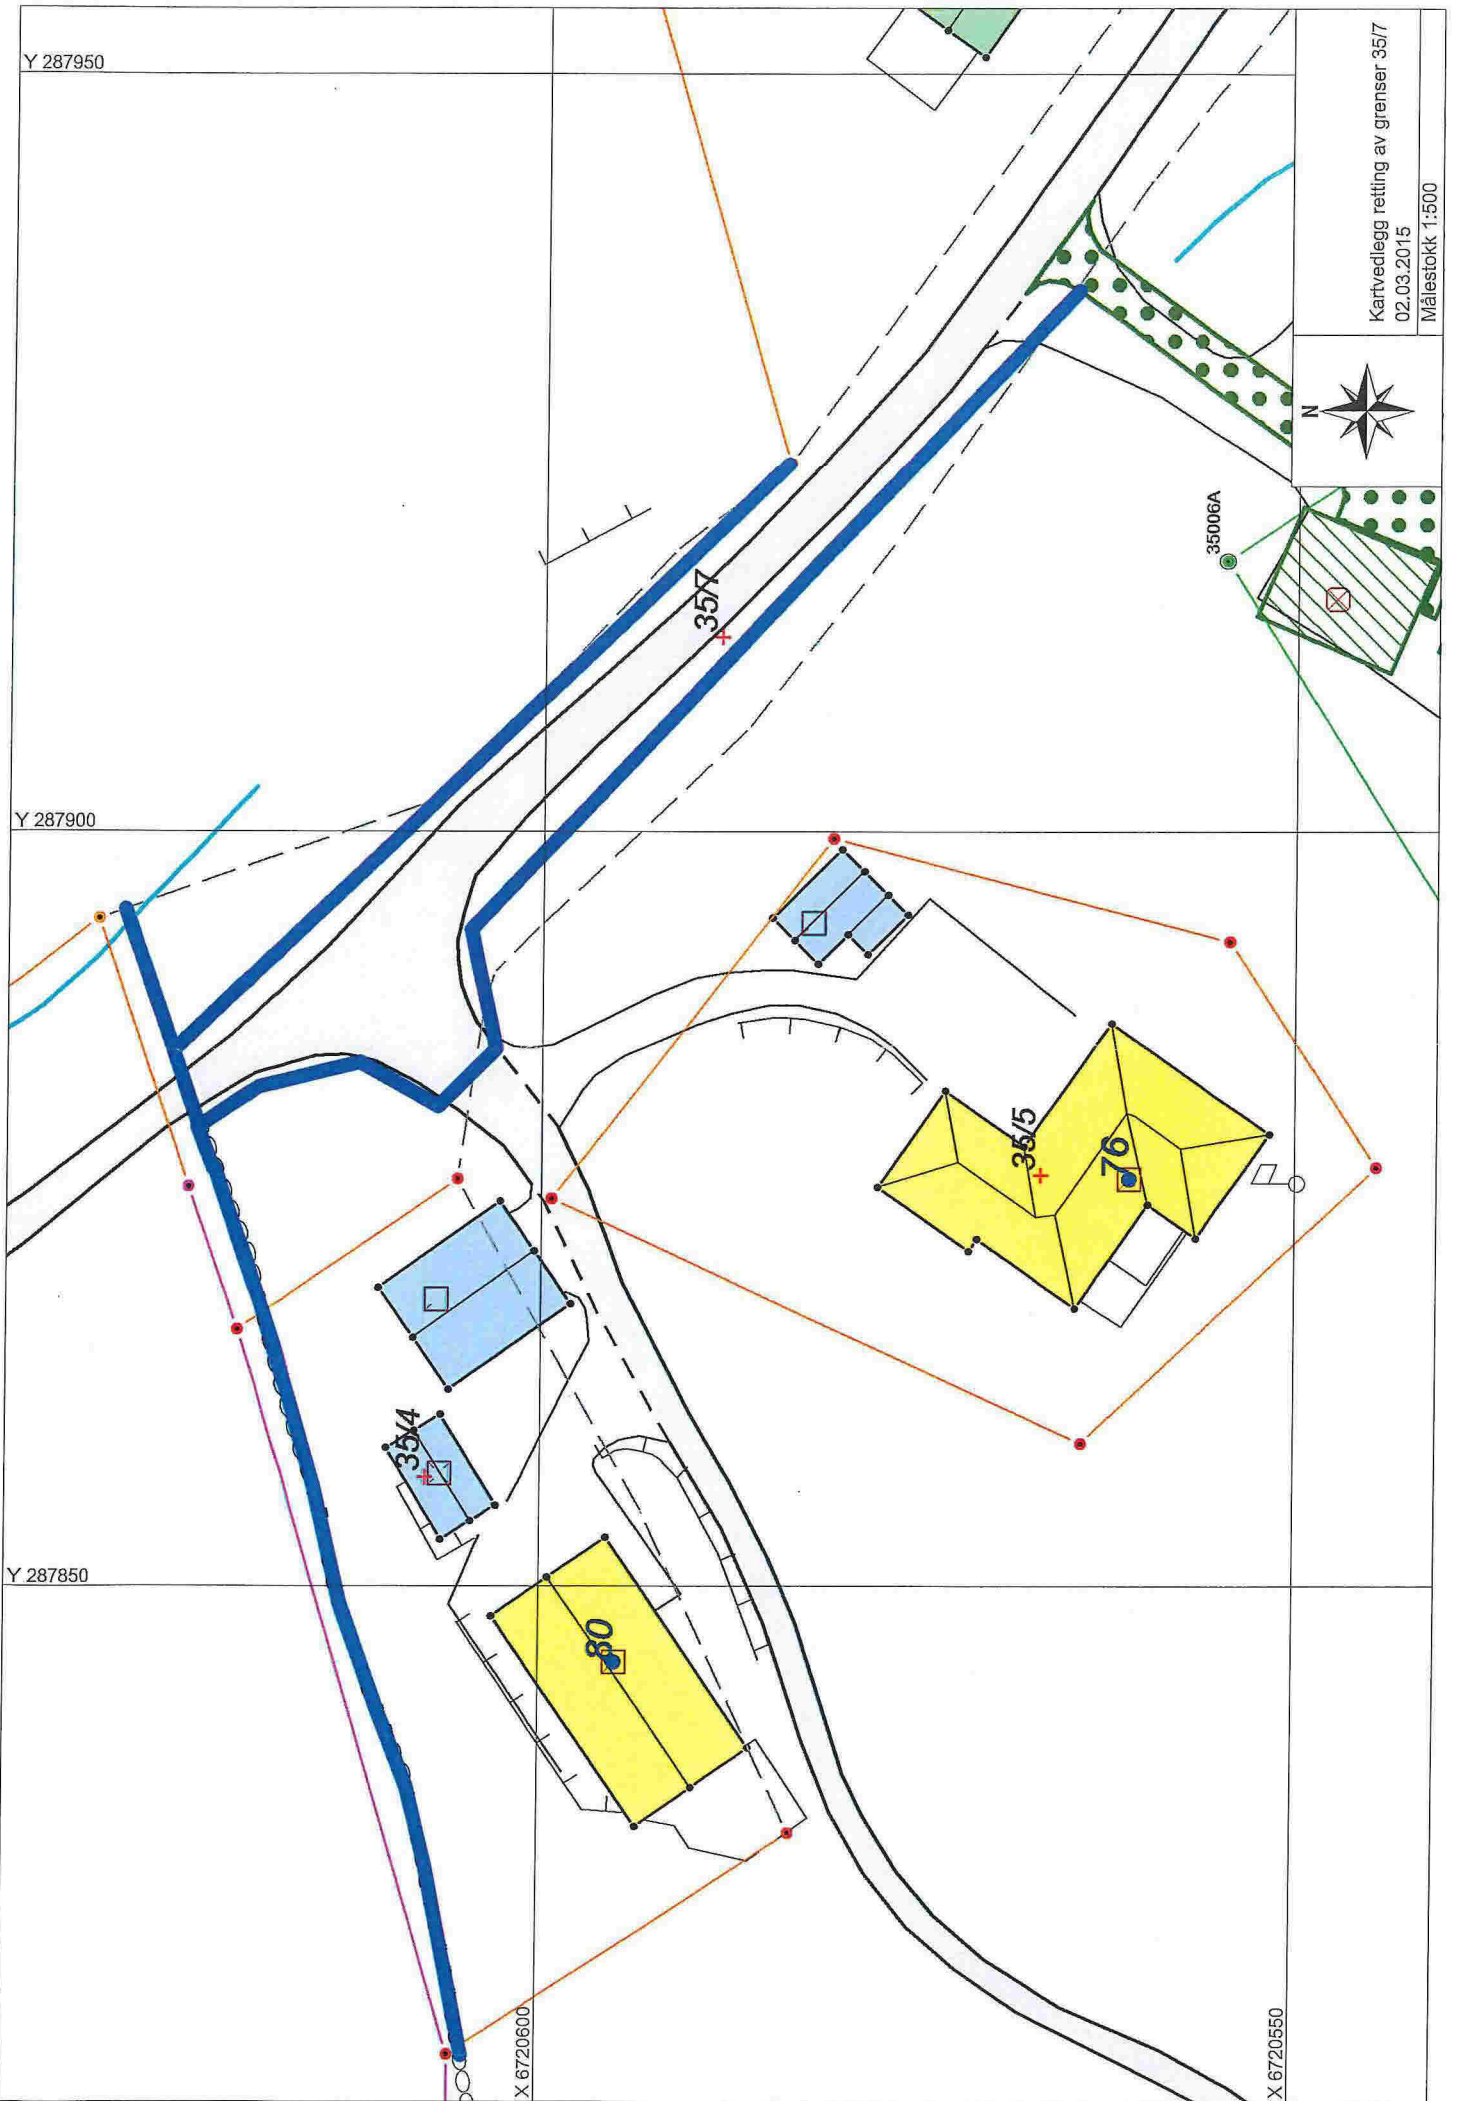 Y 287950
Kartvedlegg retting av grenser 35/7
02.03.2015
Målestokk 1:500
N
35006A
35/7
Y 287900
35/5
76
35/4
Y 287850
80
X 6720600
X 6720550